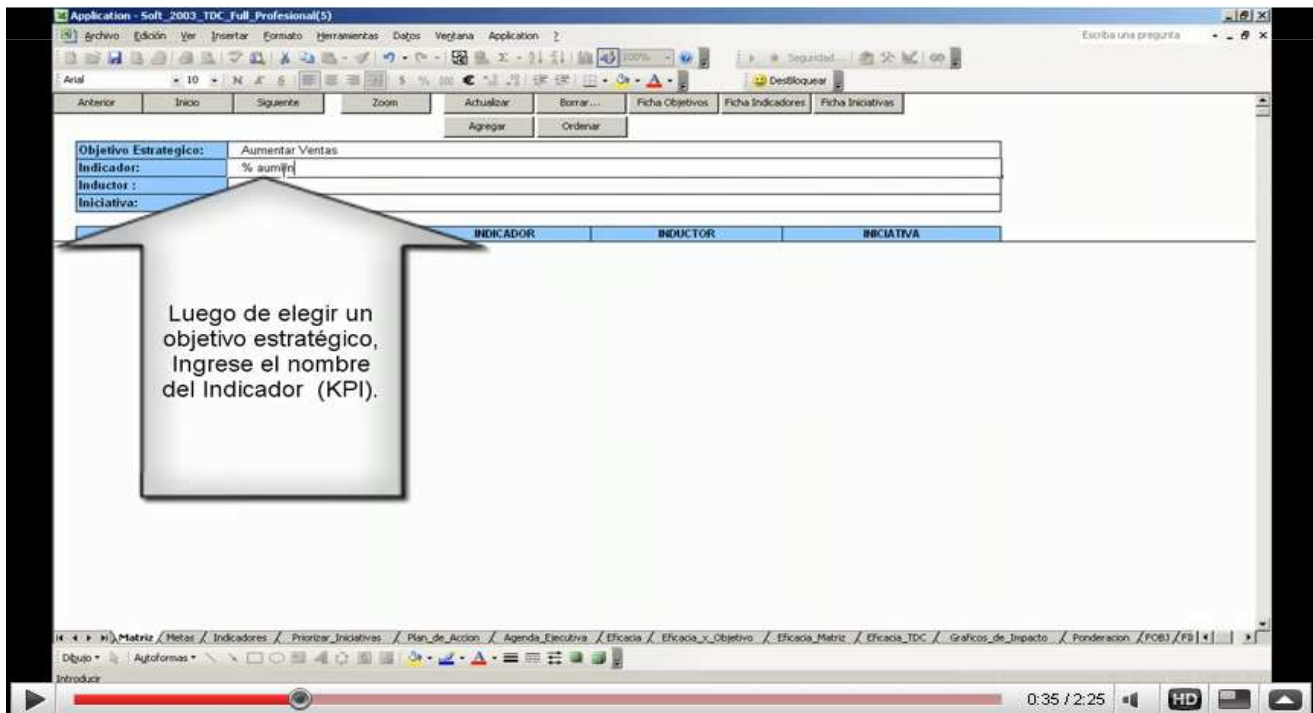 Application - Soft_2003_TDC_Full_Profesional(5)
Archivo Edición Ver Insertar Formato Herramientas Datos Ventana Application ?
Escriba una pregunta
100%
Seguridad...
Arial 10 N K S
Desbloquear
Anterior Inicio Siguiente Zoom Actualizar Borrar... Ficha Objetivos Ficha Indicadores Ficha Iniciativas
Agregar Ordenar
Objetivo Estrategico: Aumentar Ventas
Indicador: % aumen
Inductor :
Iniciativa:
INDICADOR INDUCTOR INICIATIVA
Luego de elegir un
objetivo estratégico,
Ingrese el nombre
del Indicador (KPI).
Matriz / Metas / Indicadores / Priorizar_Iniciativas / Plan_de_Accion / Agenda_Ejecutiva / Eficacia / Eficacia_x_Objetivo / Eficacia_Matriz / Eficacia_TDC / Graficos_de_Impacto / Ponderacion / FOBJ /
Dibujo Autoformas
Introducir
0:35 / 2:25 HD